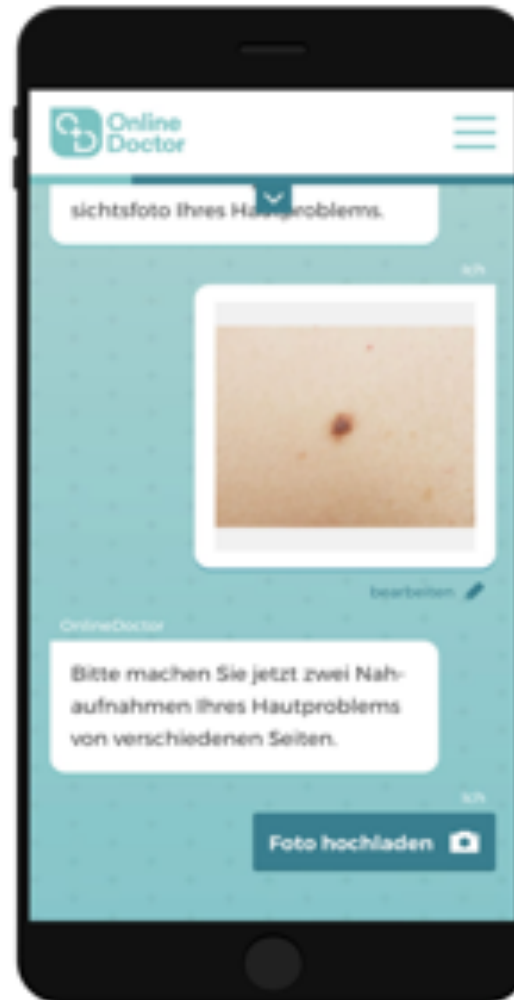 Online
Doctor
sichtsfoto Ihres Hautproblems.
Ich
bearbeiten
OnlineDoctor
Bitte machen Sie jetzt zwei Nah-
aufnahmen Ihres Hautproblems
von verschiedenen Seiten.
Ich
Foto hochladen